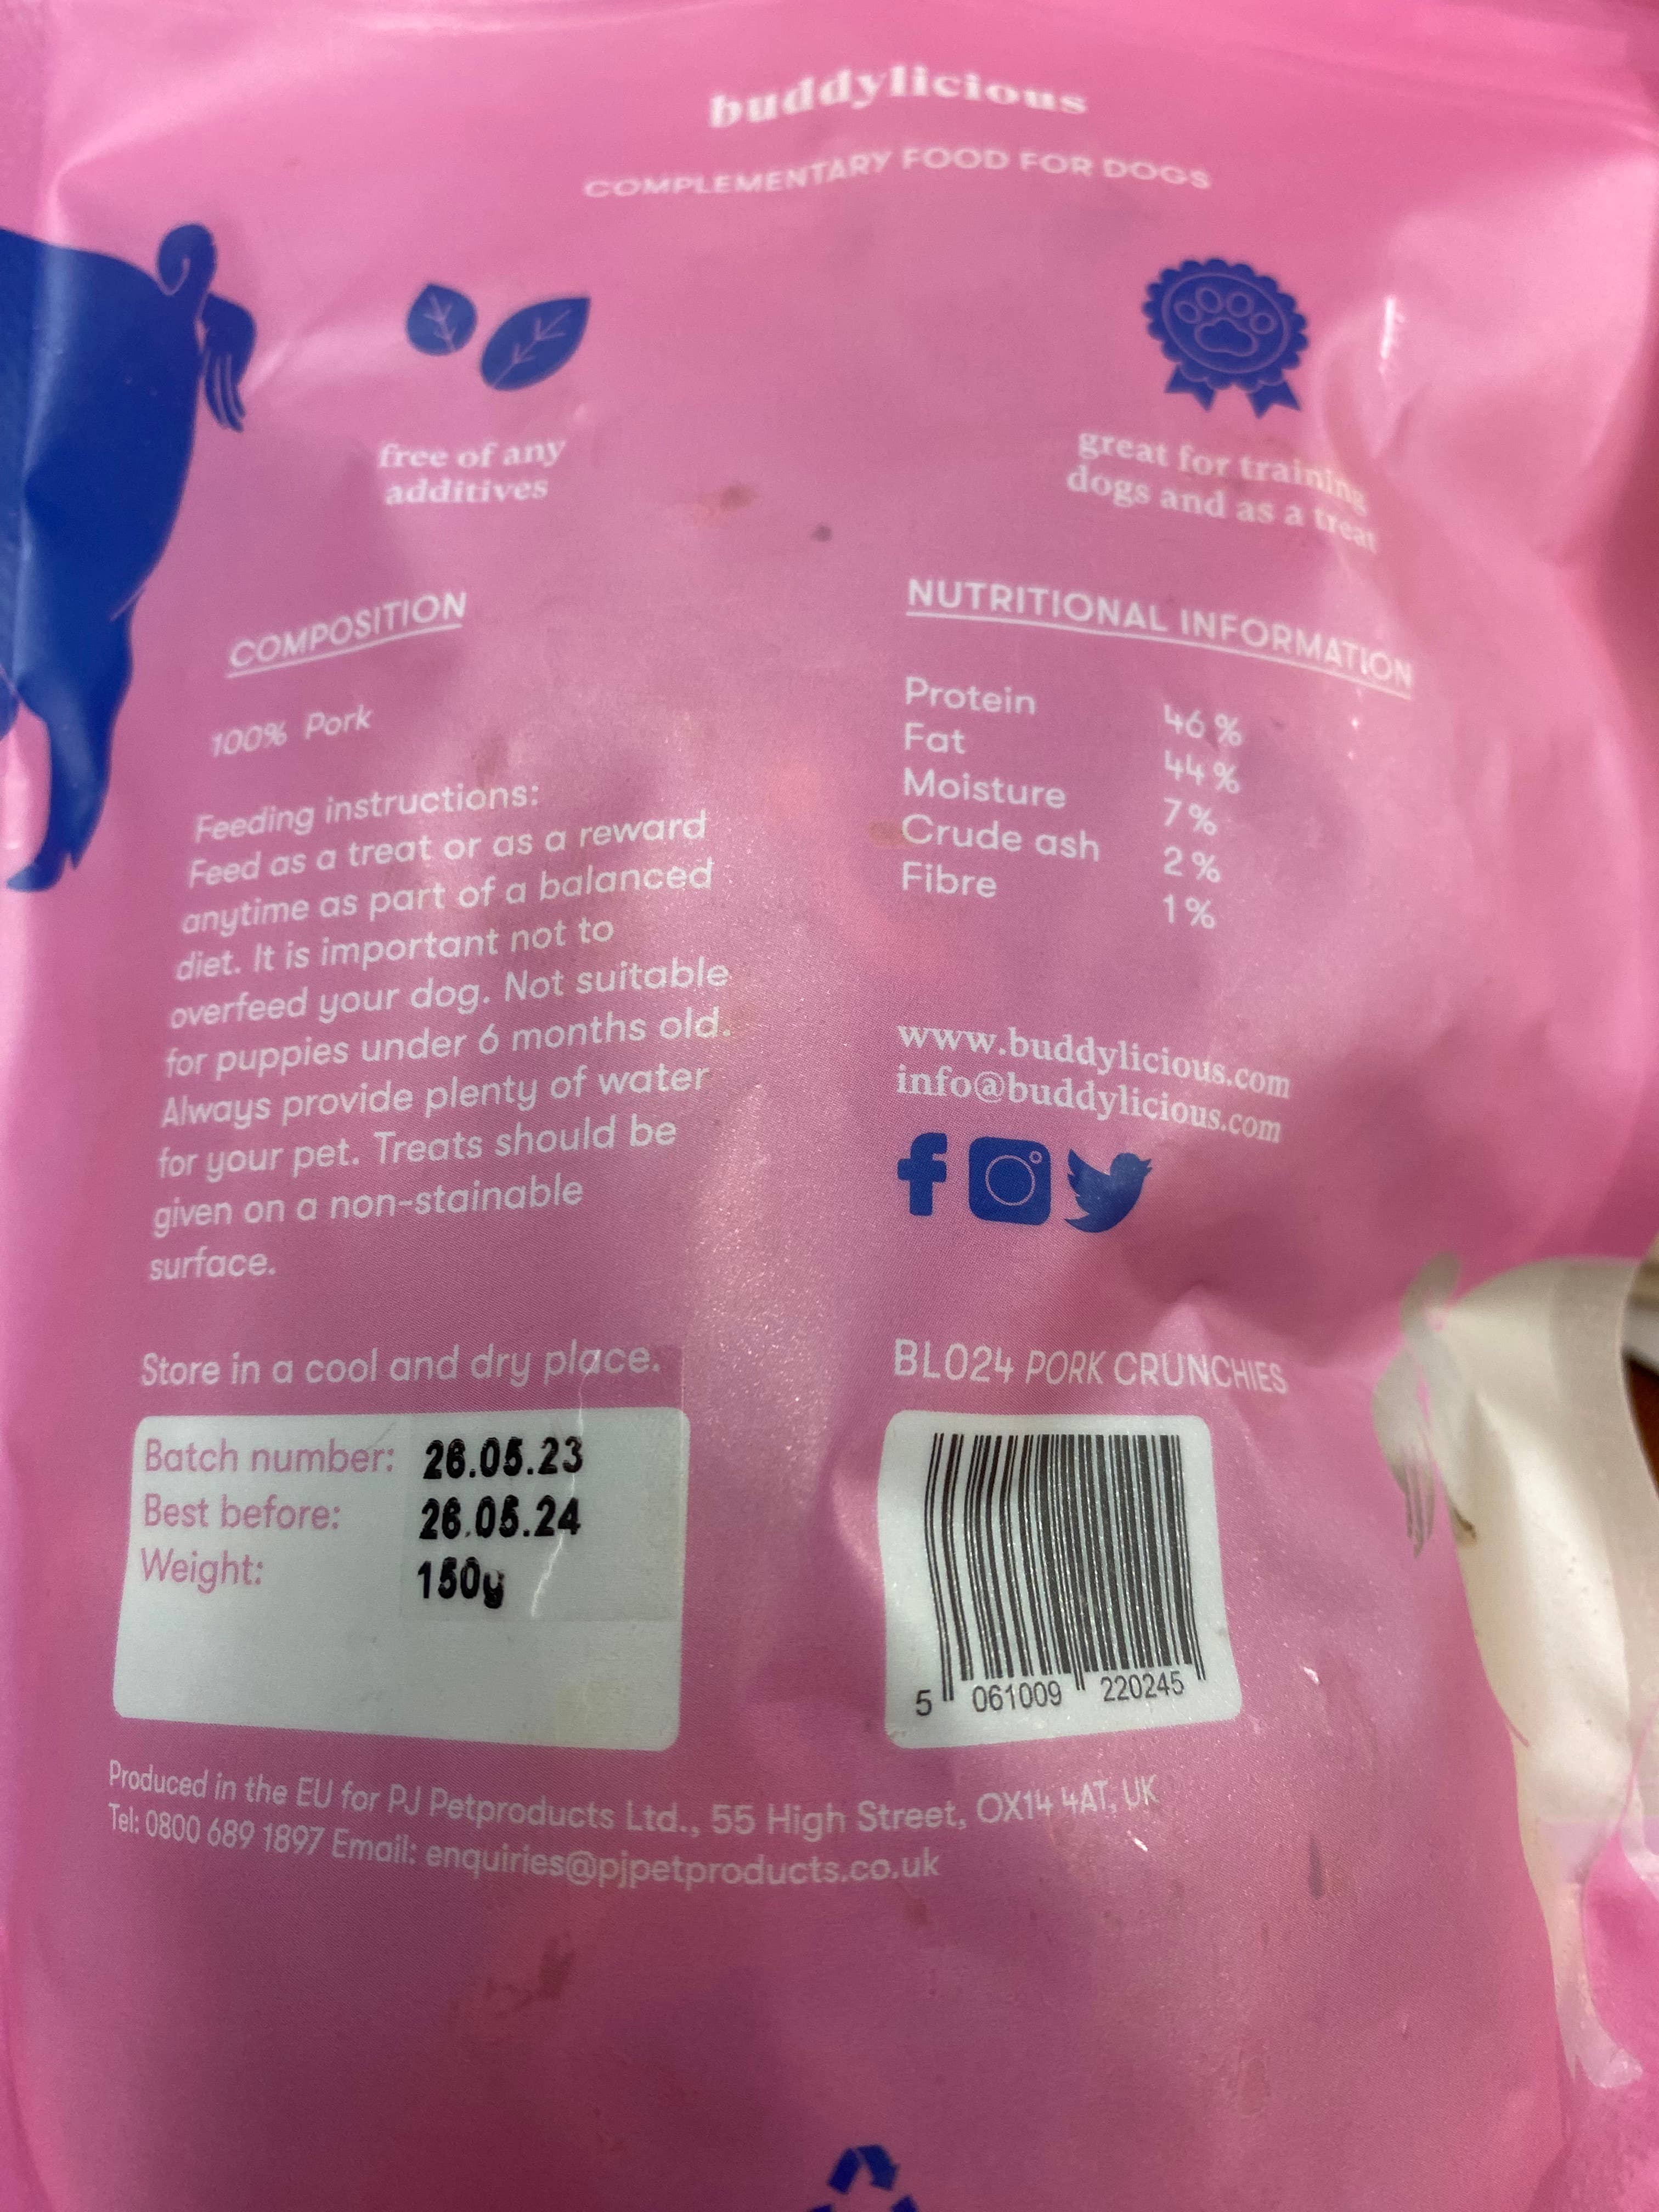 buddylicious
COMPLEMENTARY FOOD FOR DOGS
free of any
additives
great for training
dogs and as a treat
COMPOSITION
100% Pork
Feeding instructions:
Feed as a treat or as a reward
anytime as part of a balanced
diet. It is important not to
overfeed your dog. Not suitable
for puppies under 6 months old.
Always provide plenty of water
for your pet. Treats should be
given on a non-stainable
surface.
Store in a cool and dry place.
Batch number: 26.05.23
Best before: 26.05.24
Weight: 150g
NUTRITIONAL INFORMATION
Protein 46 %
Fat 44 %
Moisture 7 %
Crude ash 2 %
Fibre 1 %
www.buddylicious.com
info@buddylicious.com
BL024 PORK CRUNCHIES
5 061009 220245
Produced in the EU for PJ Petproducts Ltd., 55 High Street, OX14 4AT, UK
Tel: 0800 689 1897 Email: enquiries@pjpetproducts.co.uk